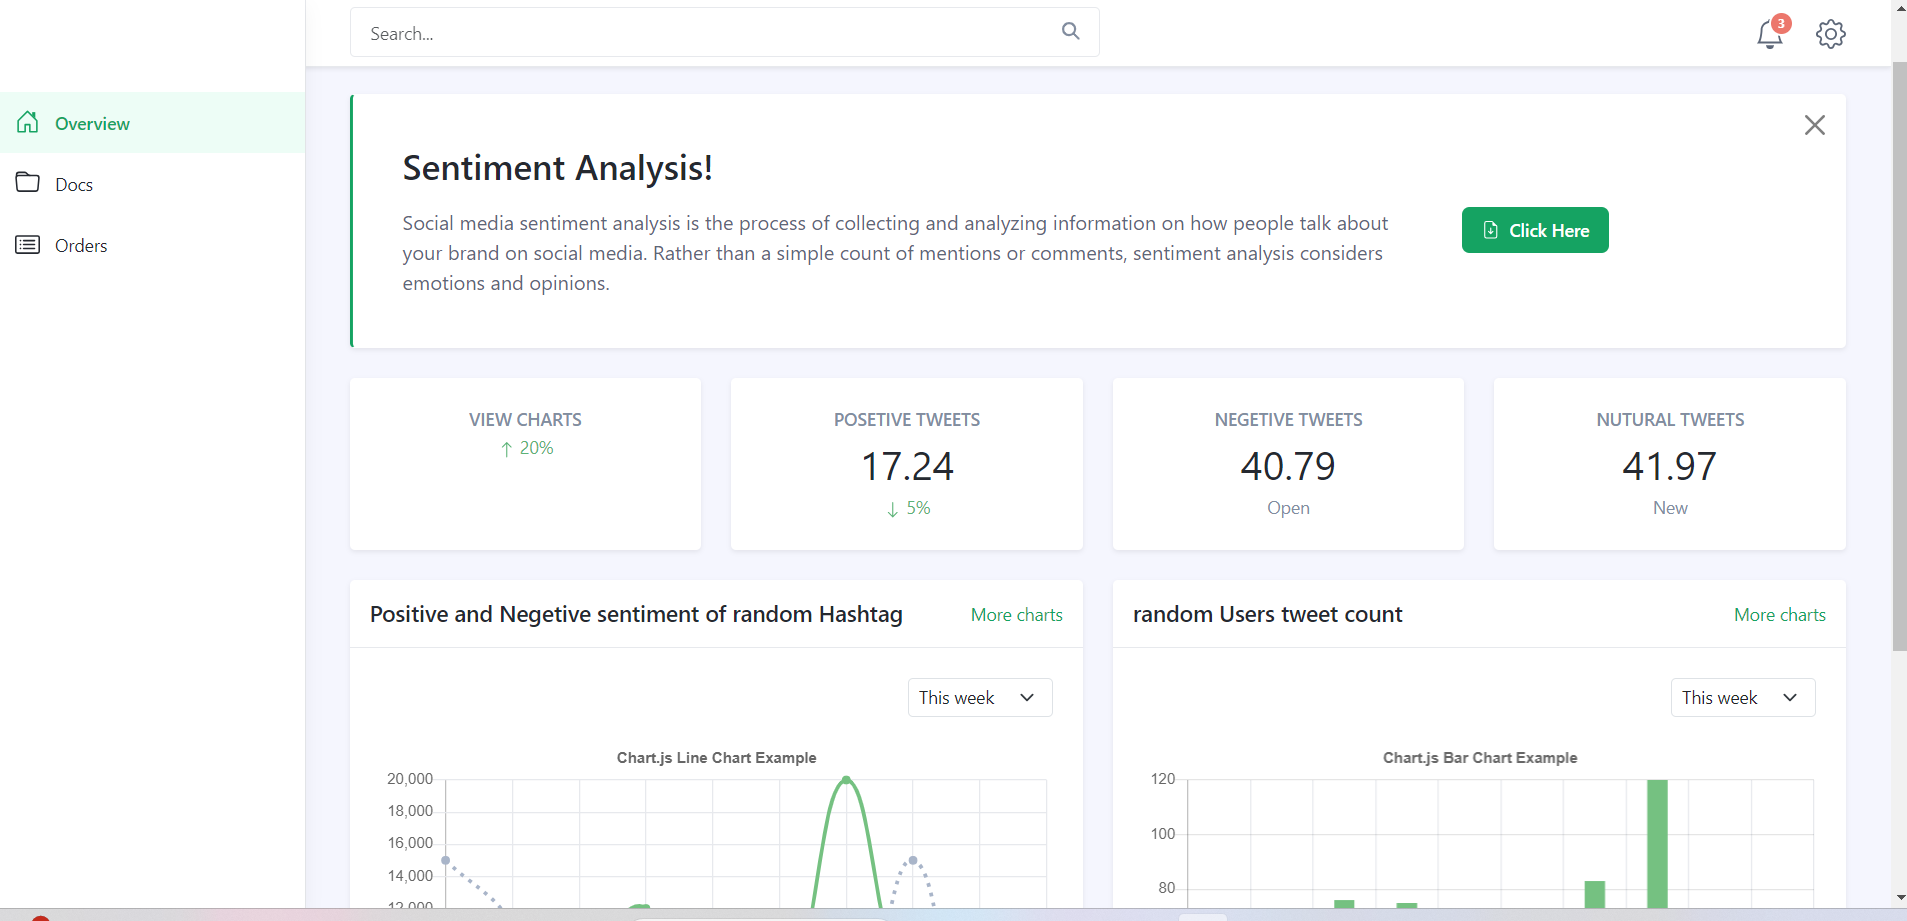 Search...
3
Overview
Docs
Orders
Sentiment Analysis!
Social media sentiment analysis is the process of collecting and analyzing information on how people talk about
your brand on social media. Rather than a simple count of mentions or comments, sentiment analysis considers
emotions and opinions.
Click Here
VIEW CHARTS
↑ 20%
POSETIVE TWEETS
17.24
↓ 5%
NEGETIVE TWEETS
40.79
Open
NUTURAL TWEETS
41.97
New
Positive and Negetive sentiment of random Hashtag
More charts
This week
Chart.js Line Chart Example
20,000
18,000
16,000
14,000
12,000
random Users tweet count
More charts
This week
Chart.js Bar Chart Example
120
100
80